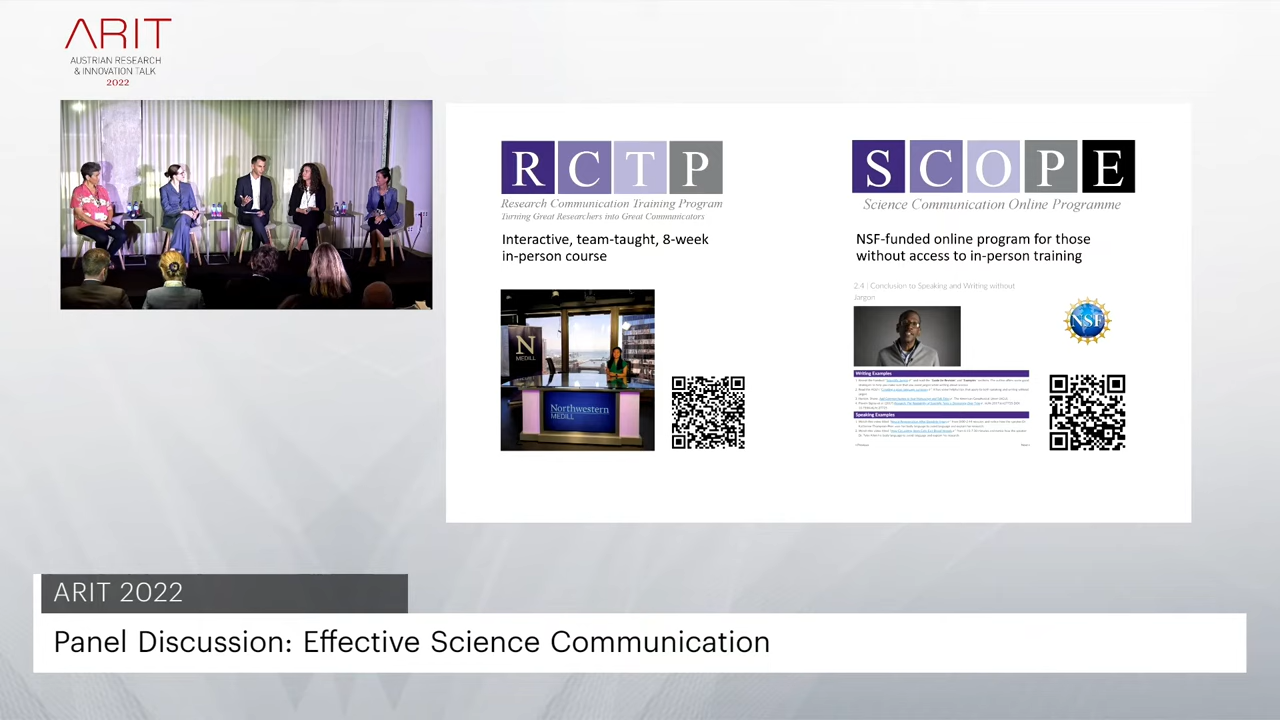 ARIT
AUSTRIAN RESEARCH
& INNOVATION TALK
2022
RCTP
Research Communication Training Program
Turning Great Researchers into Great Communicators
Interactive, team-taught, 8-week
in-person course
N
MEDILL
Northwestern
MEDILL
SCOPE
Science Communication Online Programme
NSF-funded online program for those
without access to in-person training
2.4 | Conclusion to Speaking and Writing without
Jargon
NSF
Writing Examples
Speaking Examples
ARIT 2022
Panel Discussion: Effective Science Communication